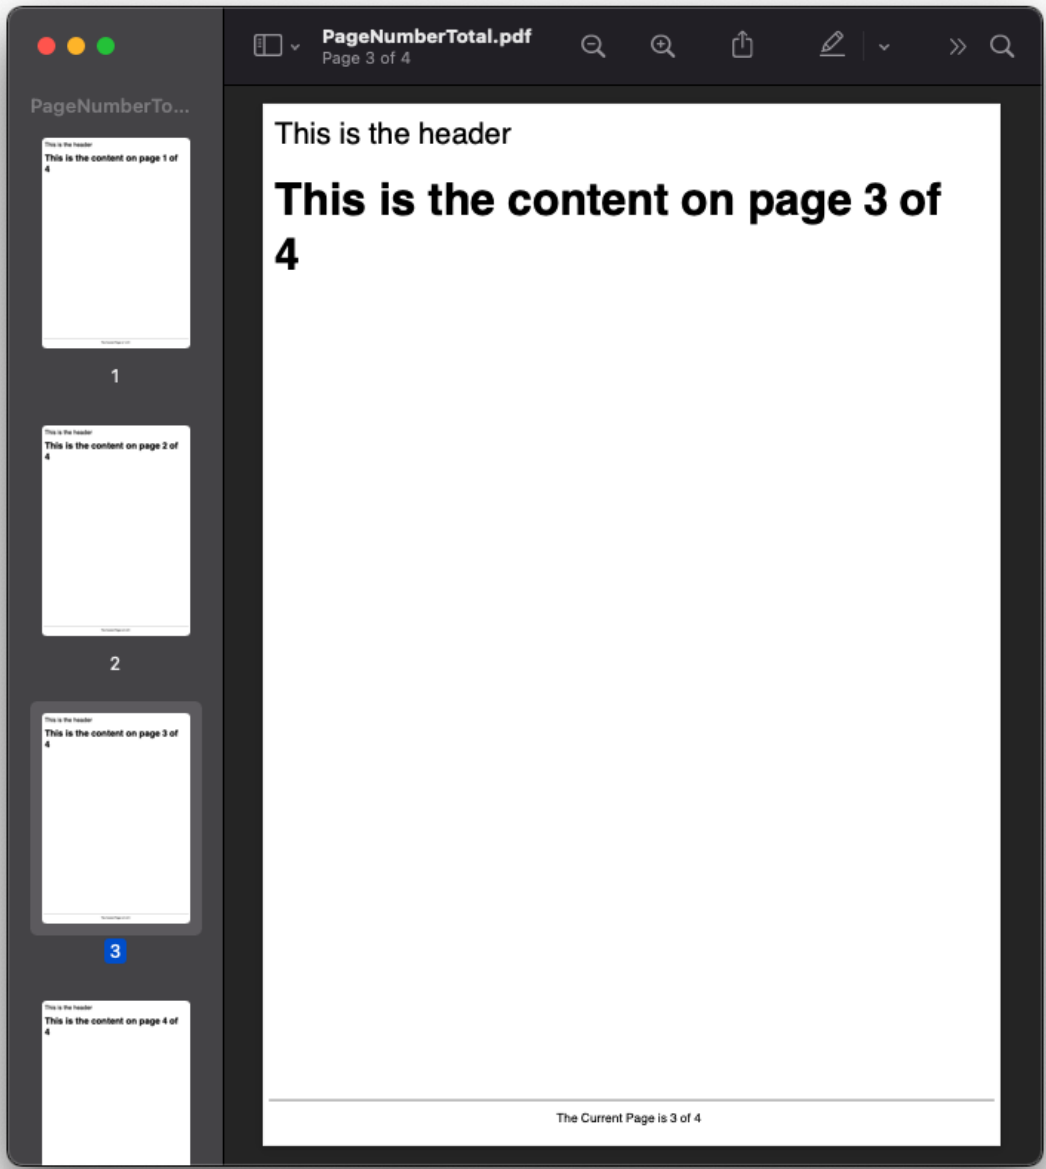 PageNumberTotal.pdf
Page 3 of 4
PageNumberTo...
This is the header
This is the content on page 1 of
4
1
This is the header
This is the content on page 2 of
4
2
This is the header
This is the content on page 3 of
4
3
This is the header
This is the content on page 4 of
4
This is the header
This is the content on page 3 of
4
The Current Page is 3 of 4